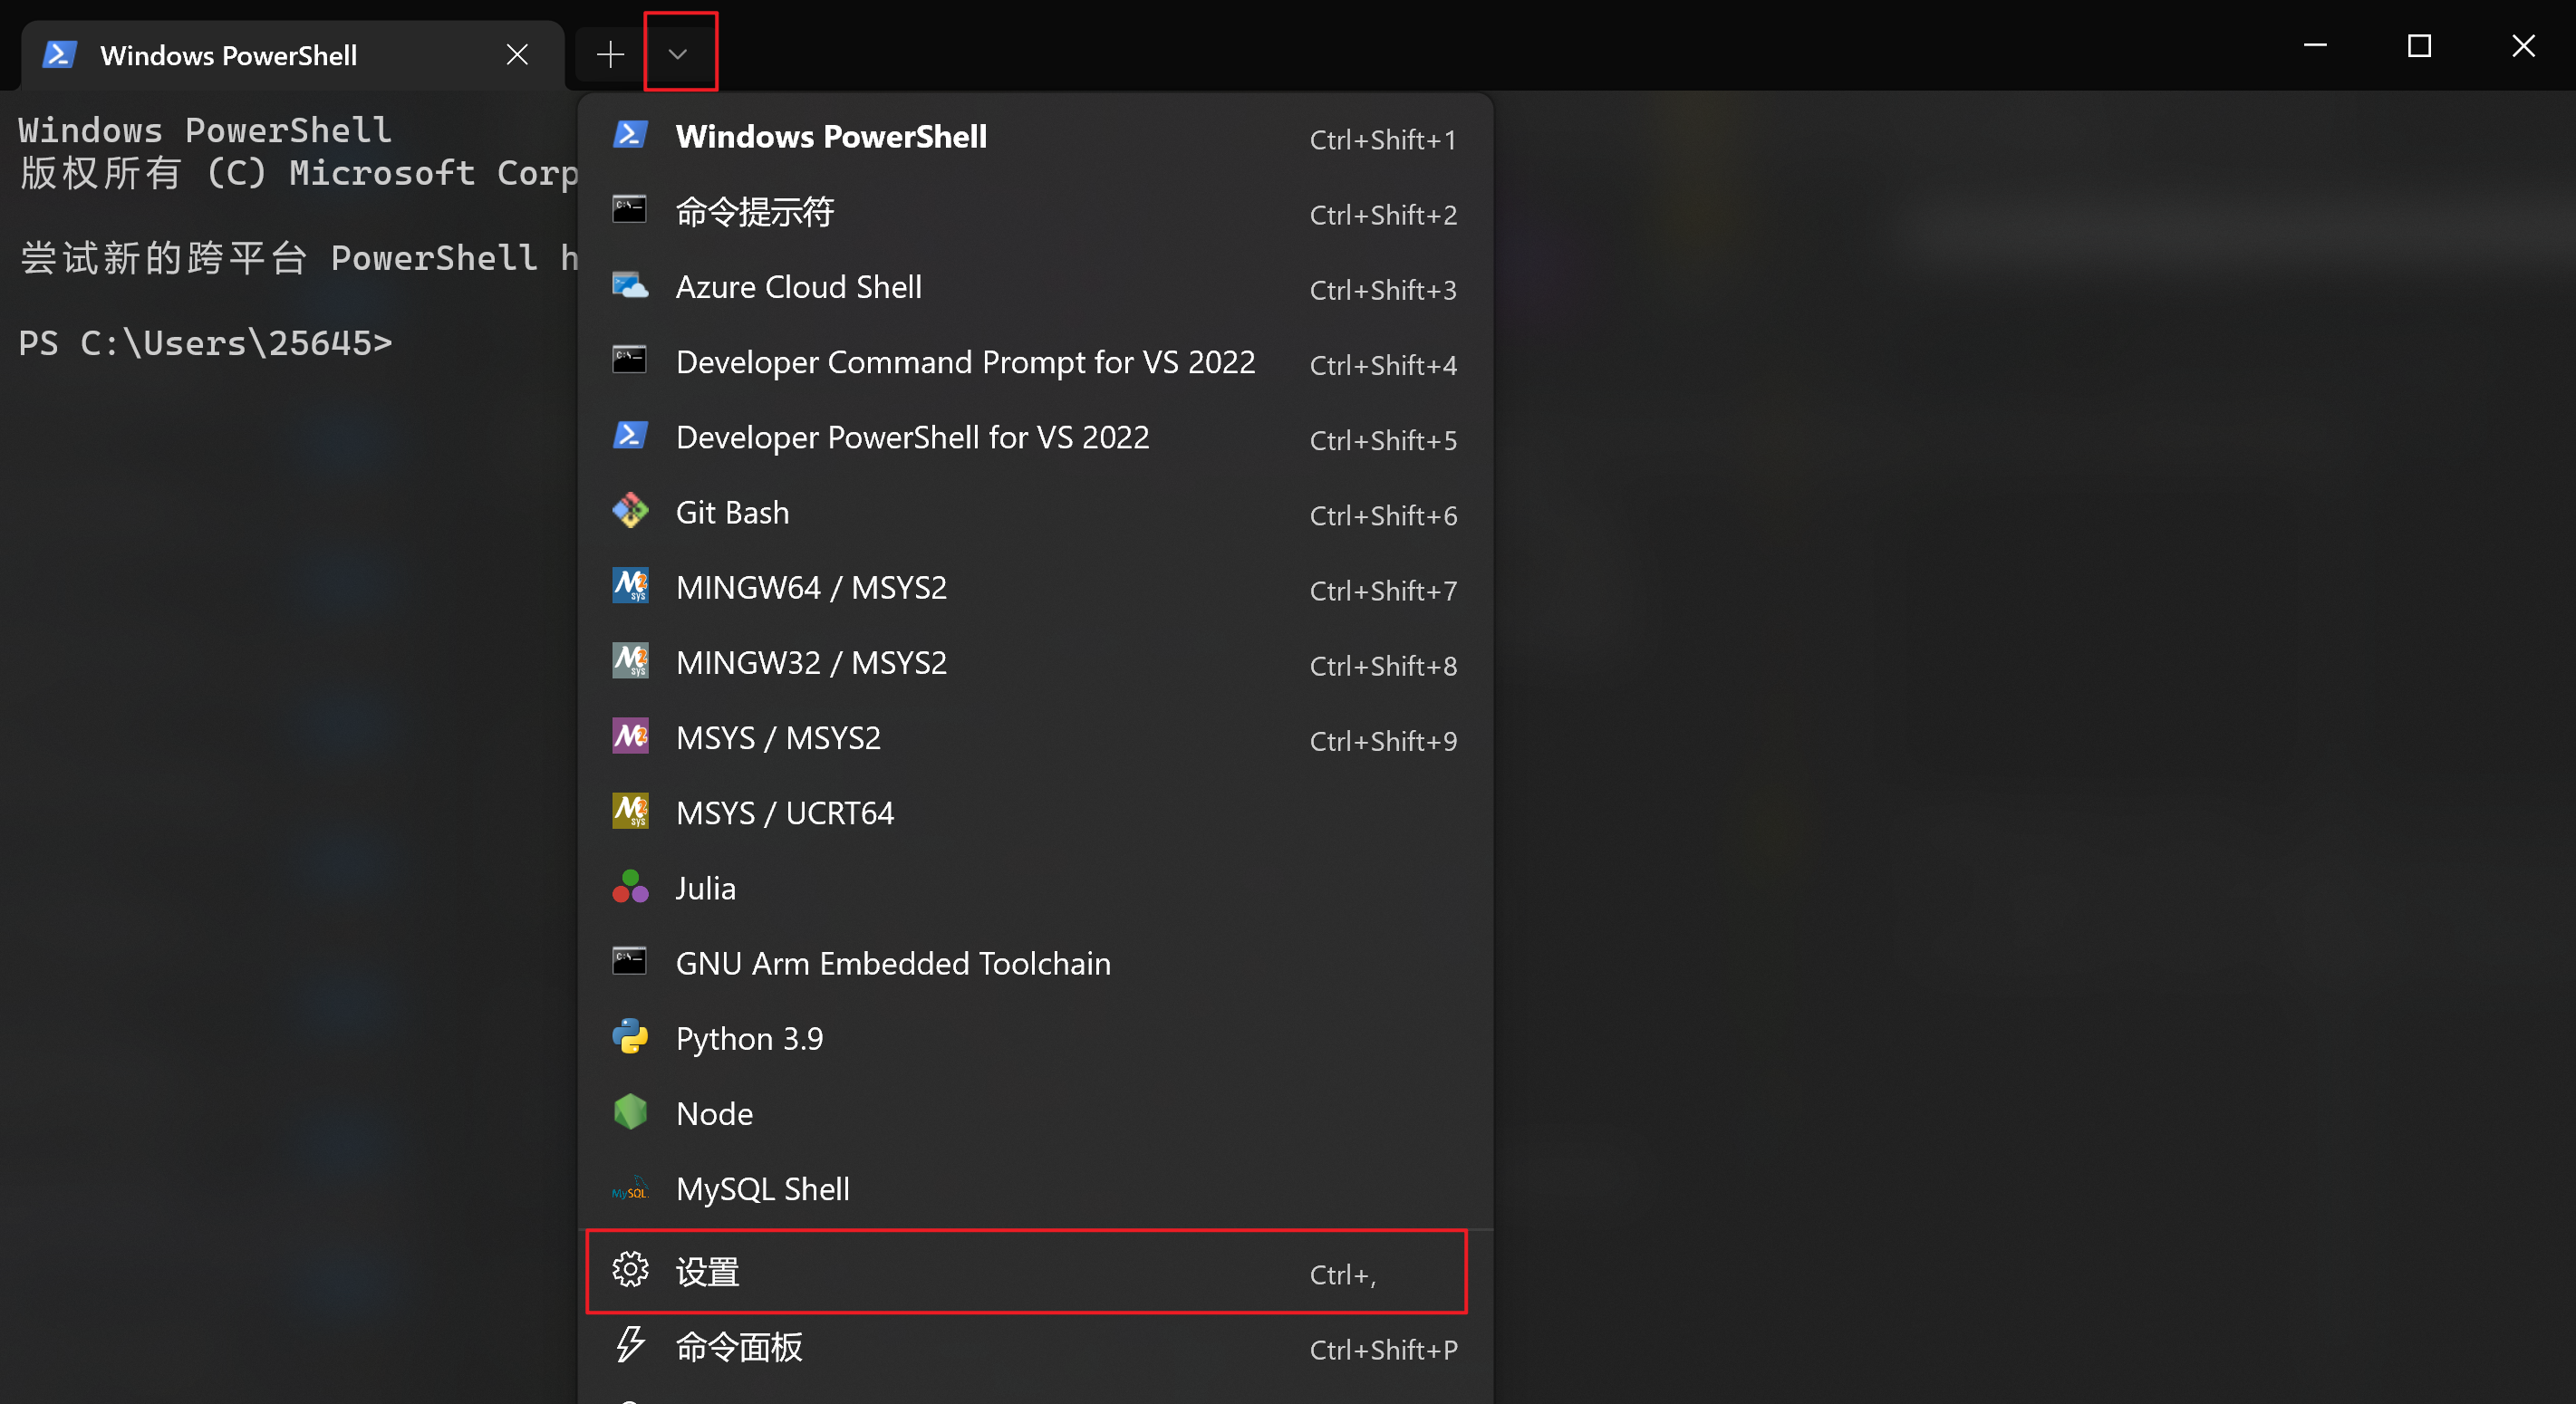 Windows PowerShell
Windows PowerShell
版权所有 (C) Microsoft Corp
尝试新的跨平台 PowerShell h
PS C:\Users\25645>
Windows PowerShell Ctrl+Shift+1
命令提示符 Ctrl+Shift+2
Azure Cloud Shell Ctrl+Shift+3
Developer Command Prompt for VS 2022 Ctrl+Shift+4
Developer PowerShell for VS 2022 Ctrl+Shift+5
Git Bash Ctrl+Shift+6
MINGW64 / MSYS2 Ctrl+Shift+7
MINGW32 / MSYS2 Ctrl+Shift+8
MSYS / MSYS2 Ctrl+Shift+9
MSYS / UCRT64
Julia
GNU Arm Embedded Toolchain
Python 3.9
Node
MySQL Shell
设置 Ctrl+,
命令面板 Ctrl+Shift+P